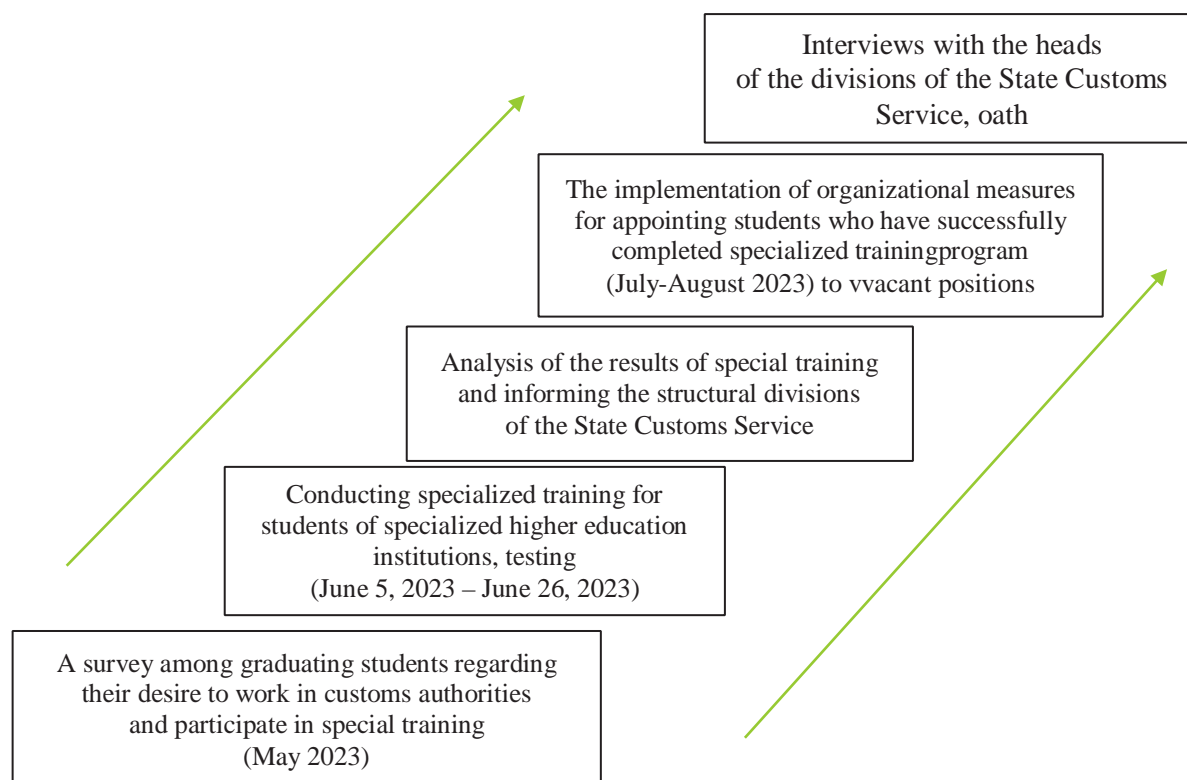 Interviews with the heads
of the divisions of the State Customs
Service, oath
The implementation of organizational measures
for appointing students who have successfully
completed specialized trainingprogram
(July-August 2023) to vvacant positions
Analysis of the results of special training
and informing the structural divisions
of the State Customs Service
Conducting specialized training for
students of specialized higher education
institutions, testing
(June 5, 2023 – June 26, 2023)
A survey among graduating students regarding
their desire to work in customs authorities
and participate in special training
(May 2023)